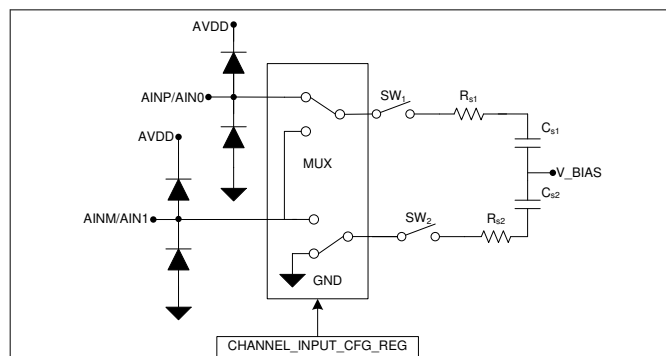 AVDD
AINP/AIN0
SW1
Rs1
Cs1
AVDD
MUX
V_BIAS
Cs2
AINM/AIN1
SW2
Rs2
GND
CHANNEL_INPUT_CFG_REG